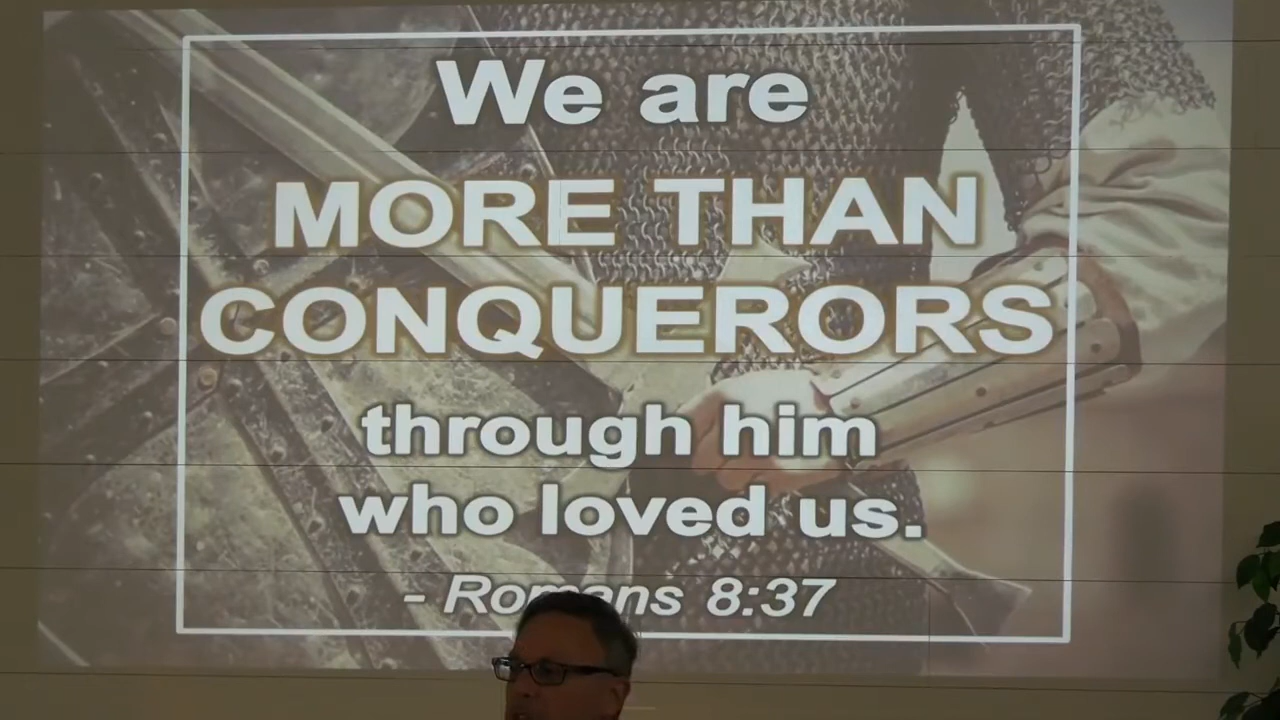 We are
MORE THAN
CONQUERORS
through him
who loved us.
- Romans 8:37